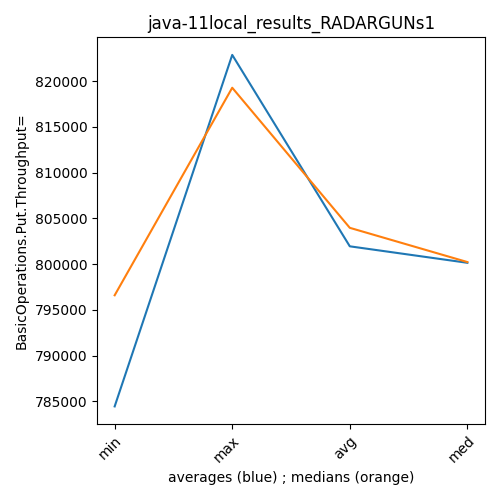 java-11local_results_RADARGUNs1
BasicOperations.Put.Throughput=
820000
815000
810000
805000
800000
795000
790000
785000
min
max
avg
med
averages (blue) ; medians (orange)